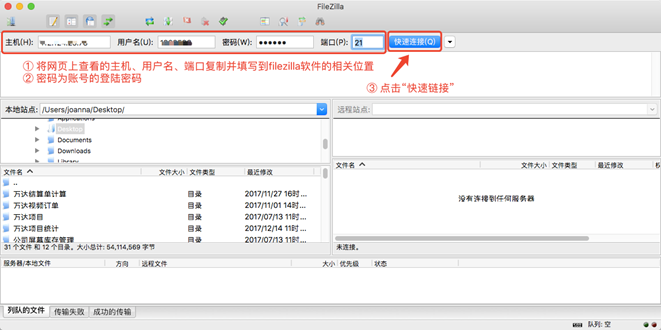 FileZilla
主机(H): 用户名(U): 密码(W): •••••• 端口(P): 21 快速连接(Q)
① 将网页上查看的主机、用户名、端口复制并填写到filezilla软件的相关位置
② 密码为账号的登陆密码
③ 点击“快速链接”
本地站点: /Users/joanna/Desktop/ 远程站点:
Applications
Desktop
Documents
Downloads
Library
文件名 文件大小 文件类型 最近修改
..
万达结算单计算 目录 2017/11/27 16时...
万达视频订单 目录 2017/11/01 14时...
万达项目 目录 2017/07/13 11时...
万达项目统计 目录 2017/12/14 11时...
公司屏幕库存管理 目录 2017/07/13 11时...
31 个文件 和 12 个目录。大小总计: 54,114,569 字节
文件名 文件大小 文件类型 最近修改 权
没有连接到任何服务器
未连接。
服务器/本地文件 方向 远程文件 大小 优先级 状态
列队的文件 传输失败 成功的传输
队列: 空